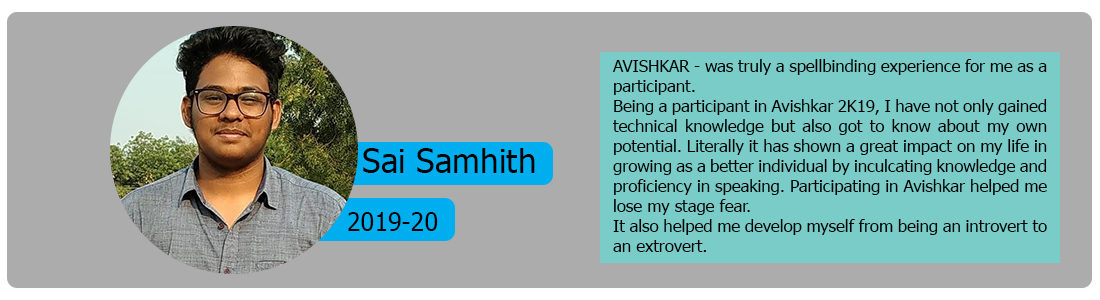 Sai Samhith
2019-20
AVISHKAR - was truly a spellbinding experience for me as a
participant.
Being a participant in Avishkar 2K19, I have not only gained
technical knowledge but also got to know about my own
potential. Literally it has shown a great impact on my life in
growing as a better individual by inculcating knowledge and
proficiency in speaking. Participating in Avishkar helped me
lose my stage fear.
It also helped me develop myself from being an introvert to
an extrovert.